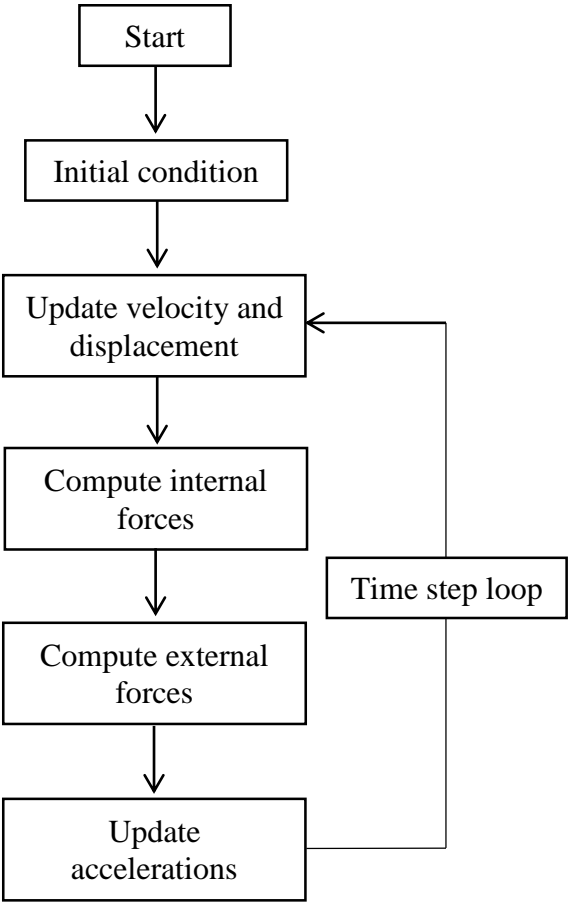 Start
Initial condition
Update velocity and
displacement
Compute internal
forces
Time step loop
Compute external
forces
Update
accelerations